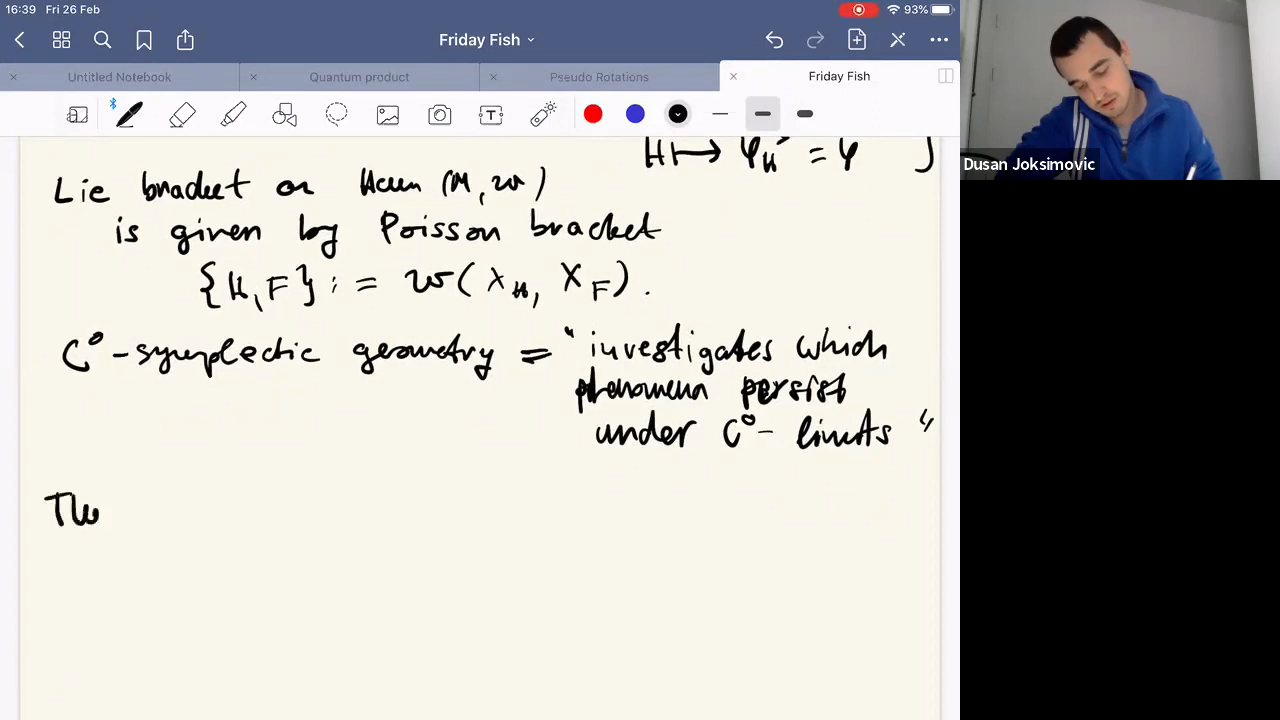 16:39 Fri 26 Feb
93%
Friday Fish
Untitled Notebook
Quantum product
Pseudo Rotations
Friday Fish
Dusan Joksimovic
H ↦ φ_H = φ }
Lie bracket on Ham (M, ω)
is given by Poisson bracket
{H, F} := ω(X_H, X_F).
C⁰-symplectic geometry = "investigates which
phenomena persist
under C⁰- limits "